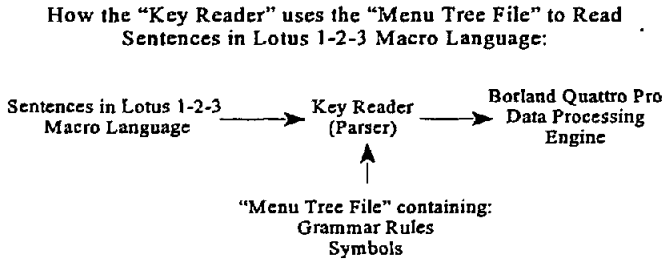 How the “Key Reader” uses the “Menu Tree File” to Read
Sentences in Lotus 1-2-3 Macro Language:
Sentences in Lotus 1-2-3
Macro Language
Key Reader
(Parser)
Borland Quattro Pro
Data Processing
Engine
“Menu Tree File” containing:
Grammar Rules
Symbols